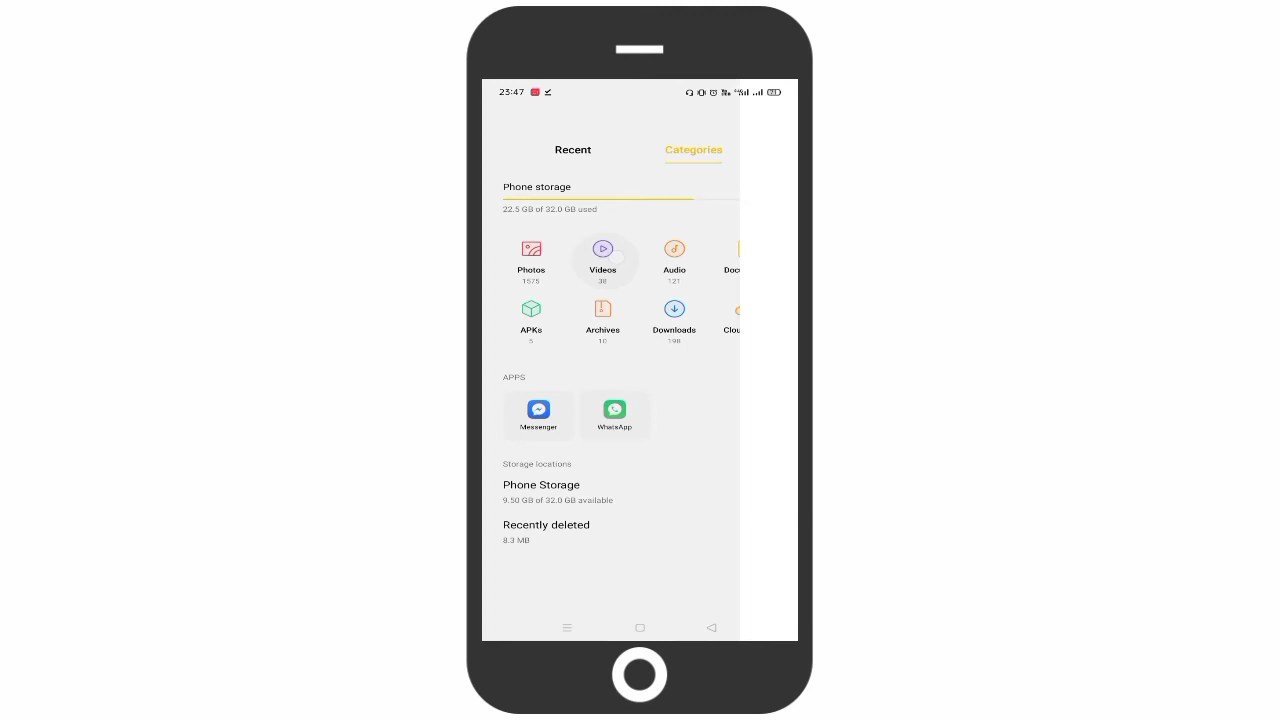 23:47
Recent Categories
Phone storage
22.5 GB of 32.0 GB used
Photos Videos Audio
1575 38 121
APKs Archives Downloads
5 10 198
APPS
Messenger WhatsApp
Storage locations
Phone Storage
9.50 GB of 32.0 GB available
Recently deleted
8.3 MB